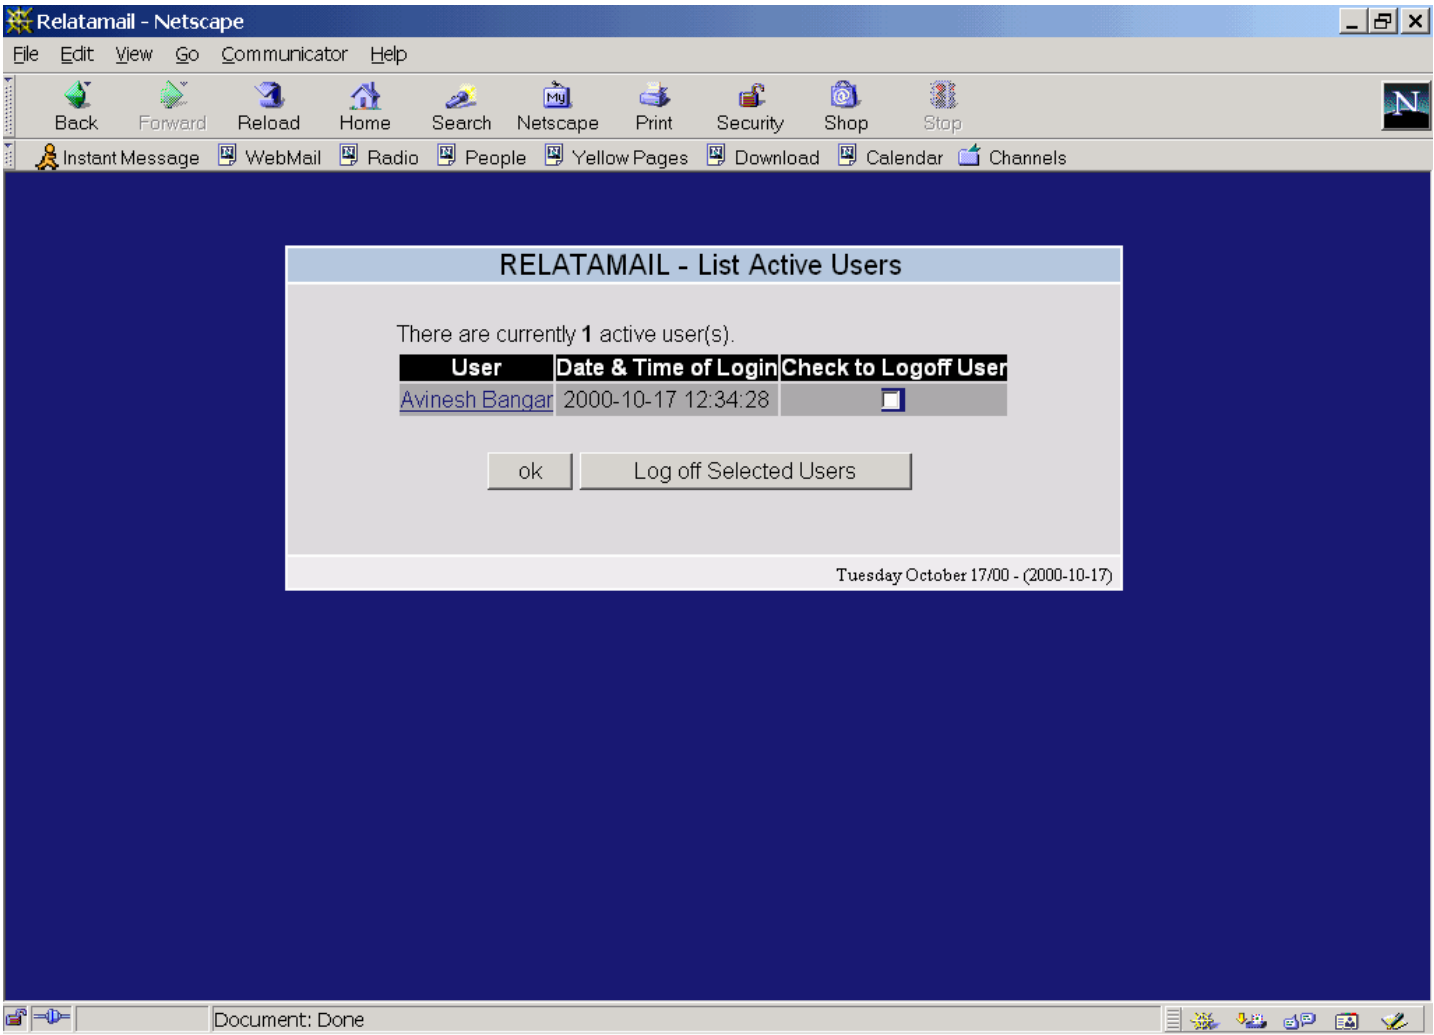 Relatamail - Netscape
File Edit View Go Communicator Help
Back Forward Reload Home Search Netscape Print Security Shop Stop
Instant Message WebMail Radio People Yellow Pages Download Calendar Channels
RELATAMAIL - List Active Users
There are currently 1 active user(s).
User Date & Time of Login Check to Logoff User
Avinesh Bangar 2000-10-17 12:34:28
ok Log off Selected Users
Tuesday October 17/00 - (2000-10-17)
Document: Done